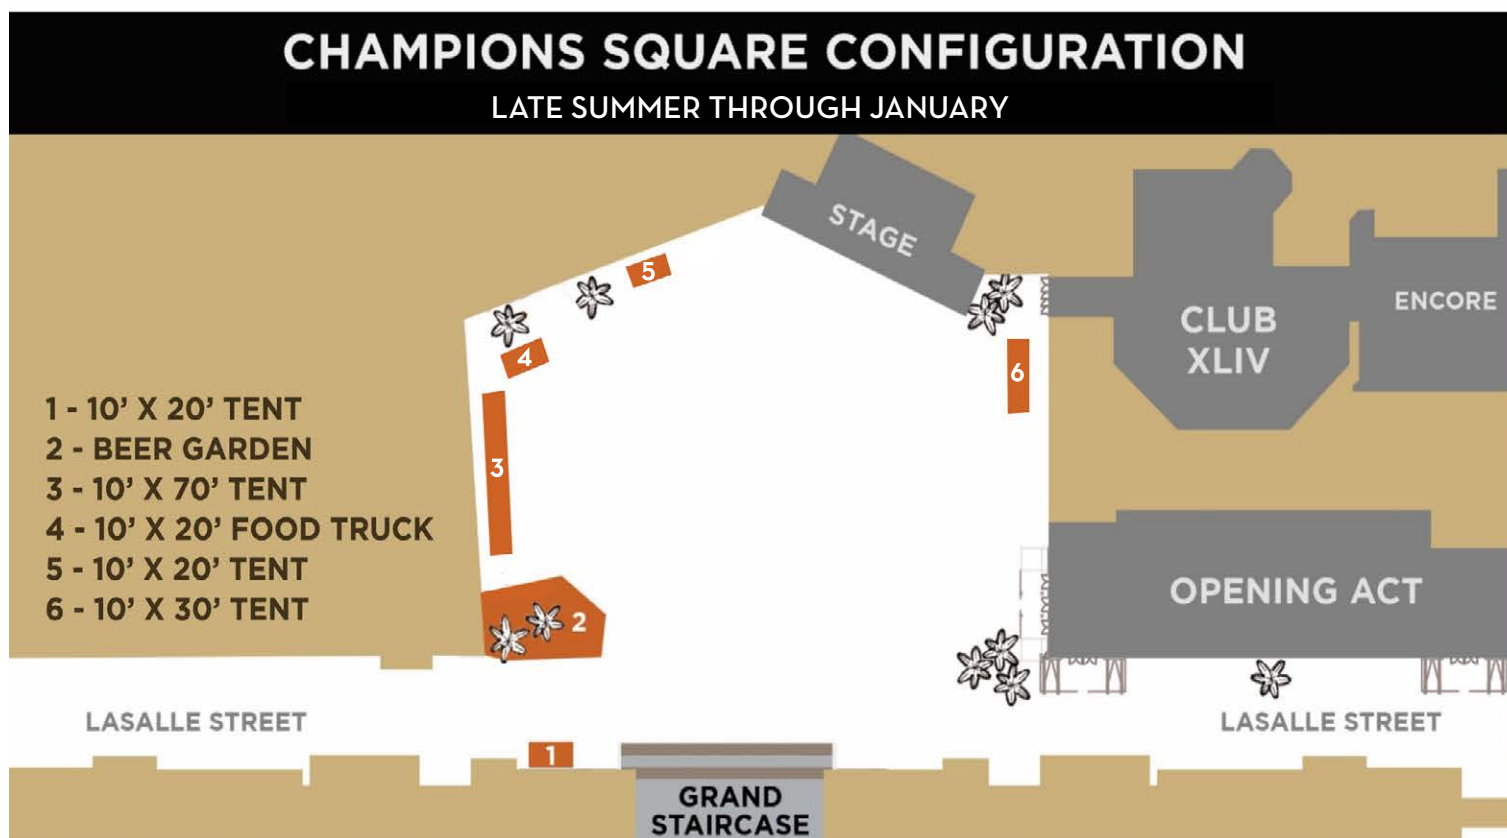 CHAMPIONS SQUARE CONFIGURATION
LATE SUMMER THROUGH JANUARY
STAGE
5
4
6
3
2
1
CLUB
XLIV
ENCORE
1 - 10' X 20' TENT
2 - BEER GARDEN
3 - 10' X 70' TENT
4 - 10' X 20' FOOD TRUCK
5 - 10' X 20' TENT
6 - 10' X 30' TENT
OPENING ACT
LASALLE STREET
LASALLE STREET
GRAND
STAIRCASE